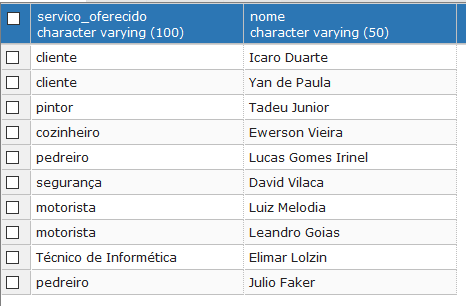 servico_oferecido nome
character varying (100) character varying (50)
cliente Icaro Duarte
cliente Yan de Paula
pintor Tadeu Junior
cozinheiro Ewerson Vieira
pedreiro Lucas Gomes Irinel
segurança David Vilaca
motorista Luiz Melodia
motorista Leandro Goias
Técnico de Informética Elimar Lolzin
pedreiro Julio Faker